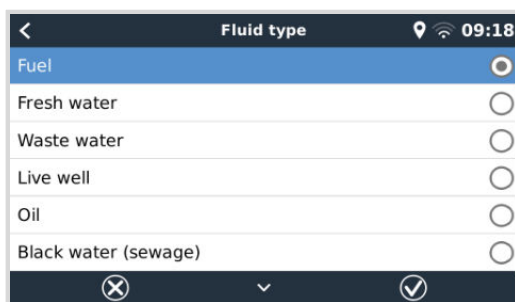 Fluid type 09:18
Fuel
Fresh water
Waste water
Live well
Oil
Black water (sewage)